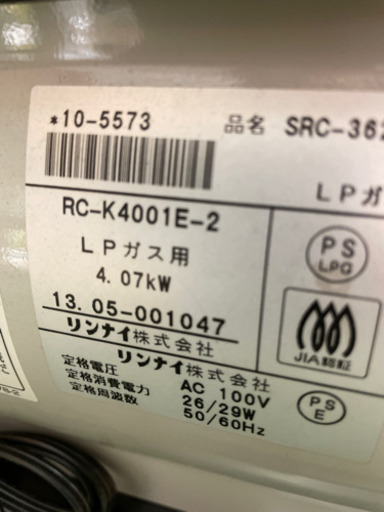 *10-5573
品名 SRC-362
LPガ
RC-K4001E-2
LPガス用
4.07kW
PS
LPG
13.05-001047
リンナイ株式会社
JIA認証
リンナイ株式会社
定格電圧 AC 100V
定格消費電力 26/29W
定格周波数 50/60Hz
PS
E